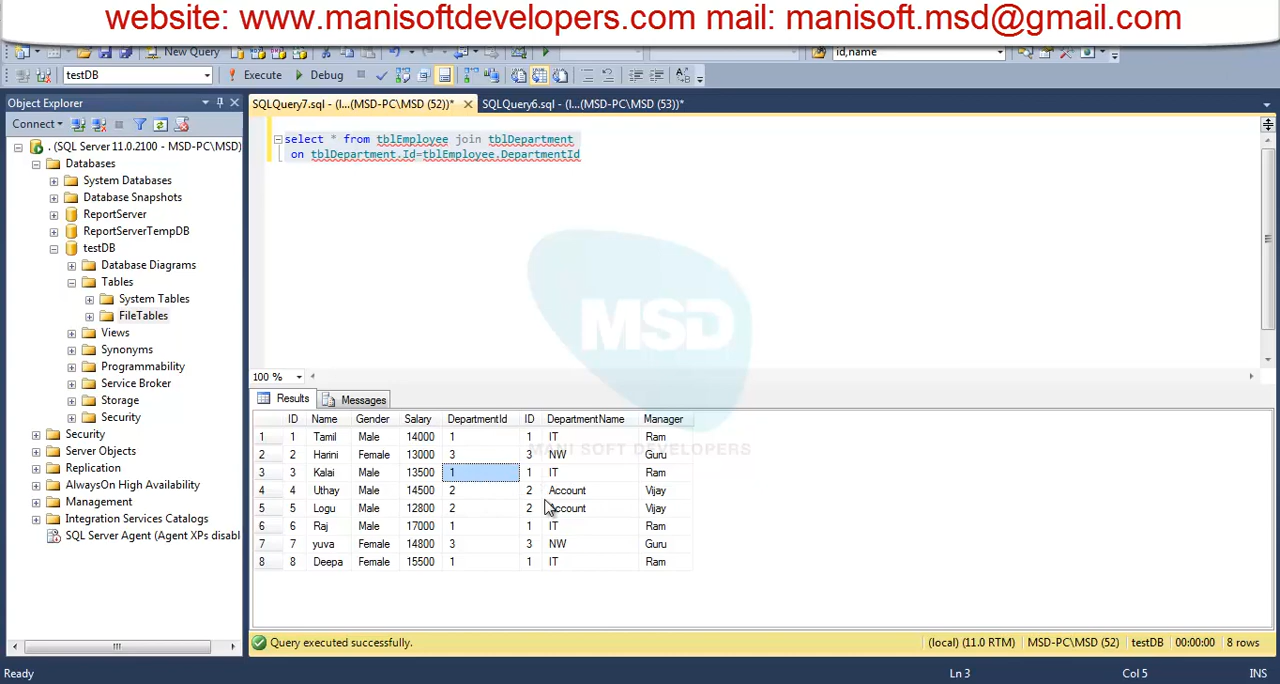 website: www.manisoftdevelopers.com mail: manisoft.msd@gmail.com
New Query
id,name
testDB
Execute
Debug
Object Explorer
SQLQuery7.sql - (l...(MSD-PC\MSD (52))*
SQLQuery6.sql - (l...(MSD-PC\MSD (53))*
Connect
. (SQL Server 11.0.2100 - MSD-PC\MSD)
Databases
System Databases
Database Snapshots
ReportServer
ReportServerTempDB
testDB
Database Diagrams
Tables
System Tables
FileTables
Views
Synonyms
Programmability
Service Broker
Storage
Security
Security
Server Objects
Replication
AlwaysOn High Availability
Management
Integration Services Catalogs
SQL Server Agent (Agent XPs disabl
select * from tblEmployee join tblDepartment
on tblDepartment.Id=tblEmployee.DepartmentId
MSD
MANI SOFT DEVELOPERS
100 %
Results
Messages
ID Name Gender Salary DepartmentId ID DepartmentName Manager
1 1 Tamil Male 14000 1 1 IT Ram
2 2 Harini Female 13000 3 3 NW Guru
3 3 Kalai Male 13500 1 1 IT Ram
4 4 Uthay Male 14500 2 2 Account Vijay
5 5 Logu Male 12800 2 2 Account Vijay
6 6 Raj Male 17000 1 1 IT Ram
7 7 yuva Female 14800 3 3 NW Guru
8 8 Deepa Female 15500 1 1 IT Ram
Query executed successfully.
(local) (11.0 RTM)
MSD-PC\MSD (52)
testDB
00:00:00
8 rows
Ready
Ln 3
Col 5
INS